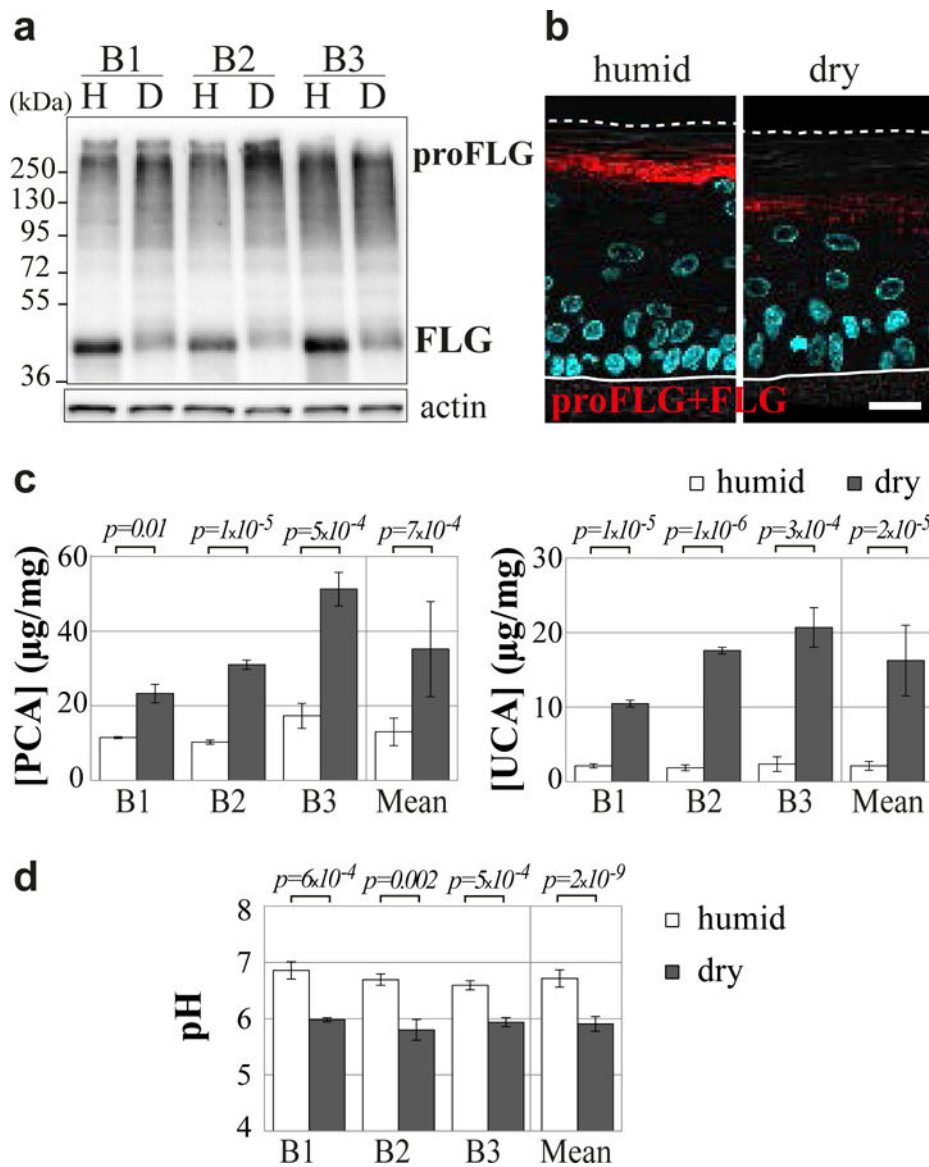 a
B1 B2 B3
(kDa) H D H D H D
250
130
95
72
55
36
proFLG
FLG
actin
b
humid dry
proFLG+FLG
c
humid dry
p=0.01 p=1x10⁻⁵ p=5x10⁻⁴ p=7x10⁻⁴
[PCA] (µg/mg)
60
40
20
0
B1 B2 B3 Mean
p=1x10⁻⁵ p=1x10⁻⁶ p=3x10⁻⁴ p=2x10⁻⁵
[UCA] (µg/mg)
30
20
10
0
B1 B2 B3 Mean
d
p=6x10⁻⁴ p=0.002 p=5x10⁻⁴ p=2x10⁻⁹
pH
8
7
6
5
4
B1 B2 B3 Mean
humid
dry